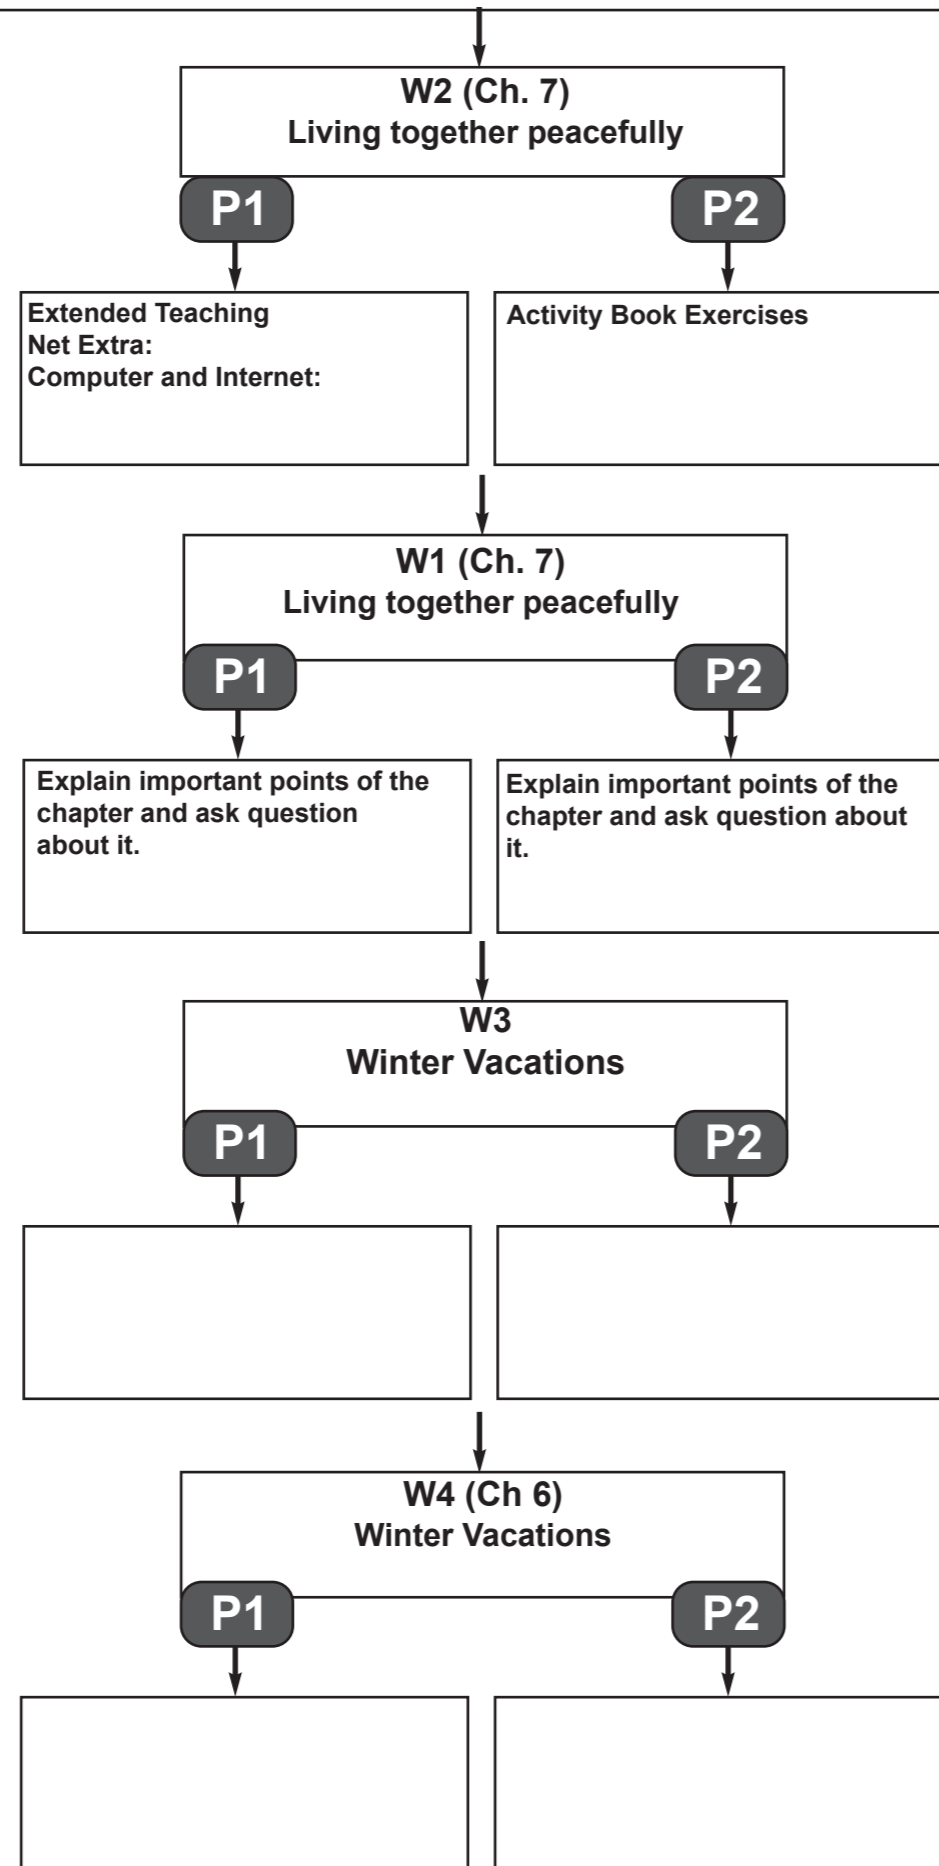 W2 (Ch. 7)
Living together peacefully
P1
P2
Extended Teaching
Net Extra:
Computer and Internet:
Activity Book Exercises
W1 (Ch. 7)
Living together peacefully
P1
P2
Explain important points of the
chapter and ask question
about it.
Explain important points of the
chapter and ask question about
it.
W3
Winter Vacations
P1
P2
W4 (Ch 6)
Winter Vacations
P1
P2